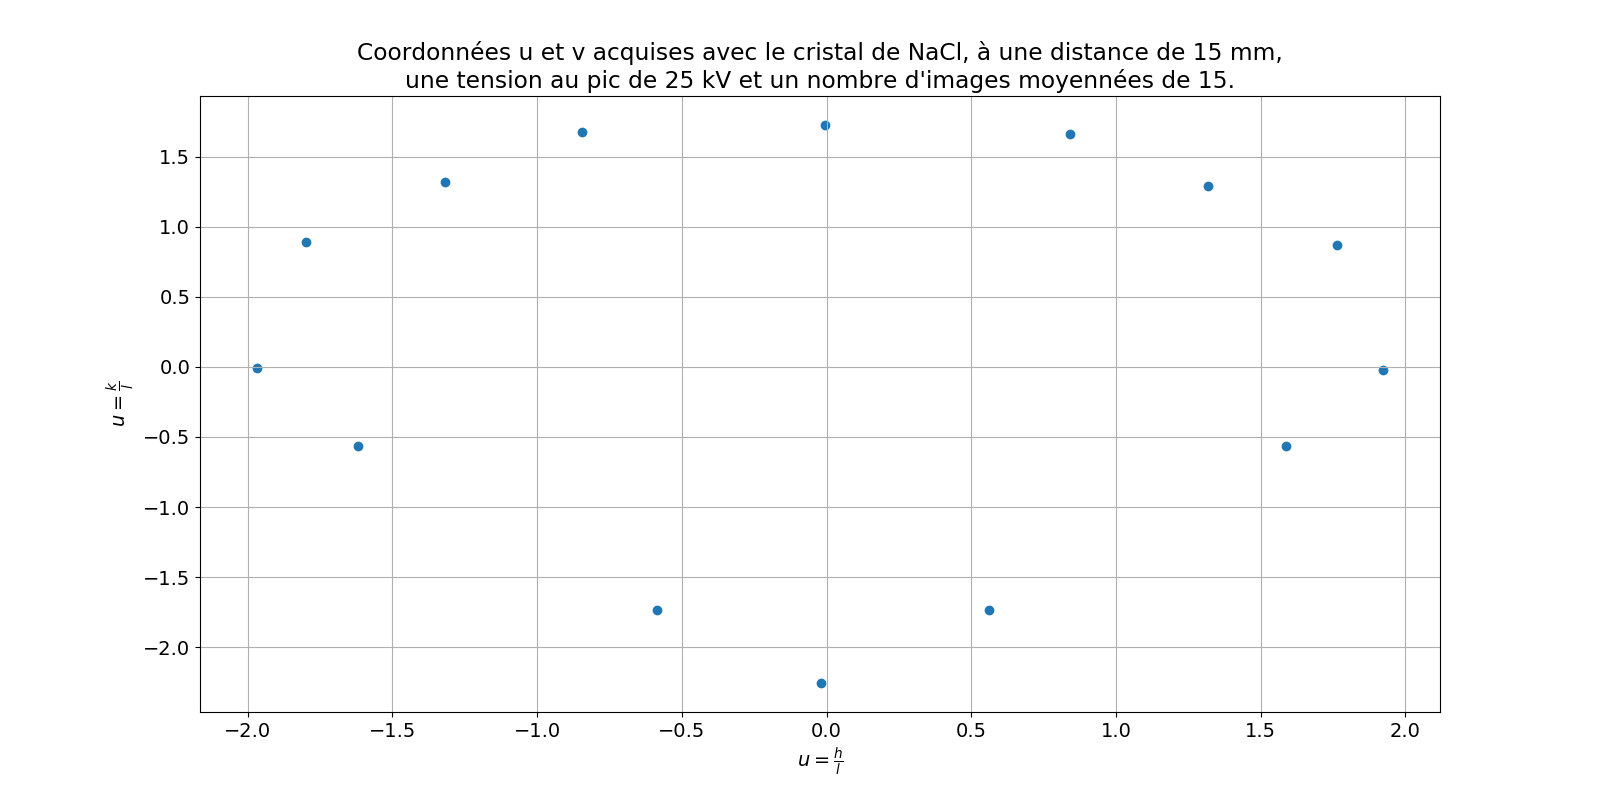 Coordonnées u et v acquises avec le cristal de NaCl, à une distance de 15 mm,
une tension au pic de 25 kV et un nombre d'images moyennées de 15.
1.5
1.0
0.5
0.0
−0.5
−1.0
−1.5
−2.0
u = k/l
−2.0 −1.5 −1.0 −0.5 0.0 0.5 1.0 1.5 2.0
u = h/l